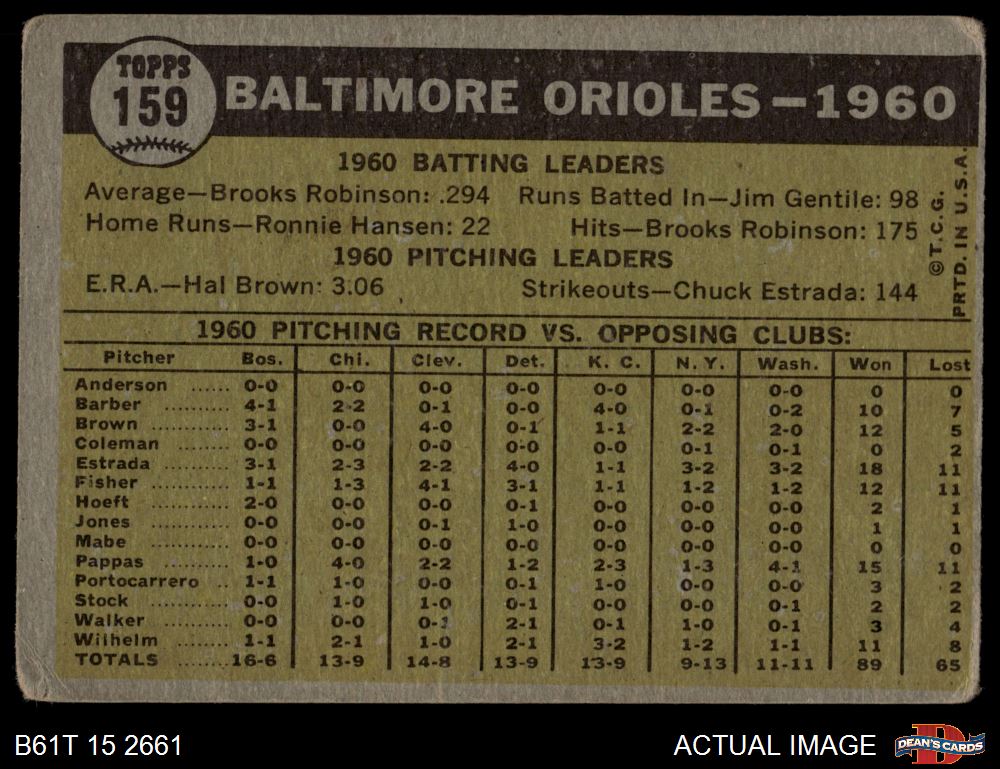 TOPPS
159
BALTIMORE ORIOLES—1960
1960 BATTING LEADERS
Average—Brooks Robinson: .294 Runs Batted In—Jim Gentile: 98
Home Runs—Ronnie Hansen: 22 Hits—Brooks Robinson: 175
1960 PITCHING LEADERS
E.R.A.—Hal Brown: 3.06 Strikeouts—Chuck Estrada: 144
©T.C.G.
PRTD. IN U.S.A.
1960 PITCHING RECORD VS. OPPOSING CLUBS:
Pitcher Bos. Chi. Clev. Det. K. C. N. Y. Wash. Won Lost
Anderson ...... 0-0 0-0 0-0 0-0 0-0 0-0 0-0 0 0
Barber .......... 4-1 2-2 0-1 0-0 4-0 0-1 0-2 10 7
Brown ............ 3-1 0-0 4-0 0-1 1-1 2-2 2-0 12 5
Coleman ........ 0-0 0-0 0-0 0-0 0-0 0-1 0-1 0 2
Estrada .......... 3-1 2-3 2-2 4-0 1-1 3-2 3-2 18 11
Fisher ............ 1-1 1-3 4-1 3-1 1-1 1-2 1-2 12 11
Hoeft ............ 2-0 0-0 0-0 0-1 0-0 0-0 0-0 2 1
Jones ............ 0-0 0-0 0-1 1-0 0-0 0-0 0-0 1 1
Mabe ............ 0-0 0-0 0-0 0-0 0-0 0-0 0-0 0 0
Pappas .......... 1-0 4-0 2-2 1-2 2-3 1-3 4-1 15 11
Portocarrero .. 1-1 1-0 0-0 0-1 1-0 0-0 0-0 3 2
Stock ............ 0-0 1-0 1-0 0-1 0-0 0-0 0-1 2 2
Walker .......... 0-0 0-0 0-1 2-1 0-1 1-0 0-1 3 4
Wilhelm ........ 1-1 2-1 1-0 2-1 3-2 1-2 1-1 11 8
TOTALS ........ 16-6 13-9 14-8 13-9 13-9 9-13 11-11 89 65
B61T 15 2661 ACTUAL IMAGE
D
DEAN'S CARDS